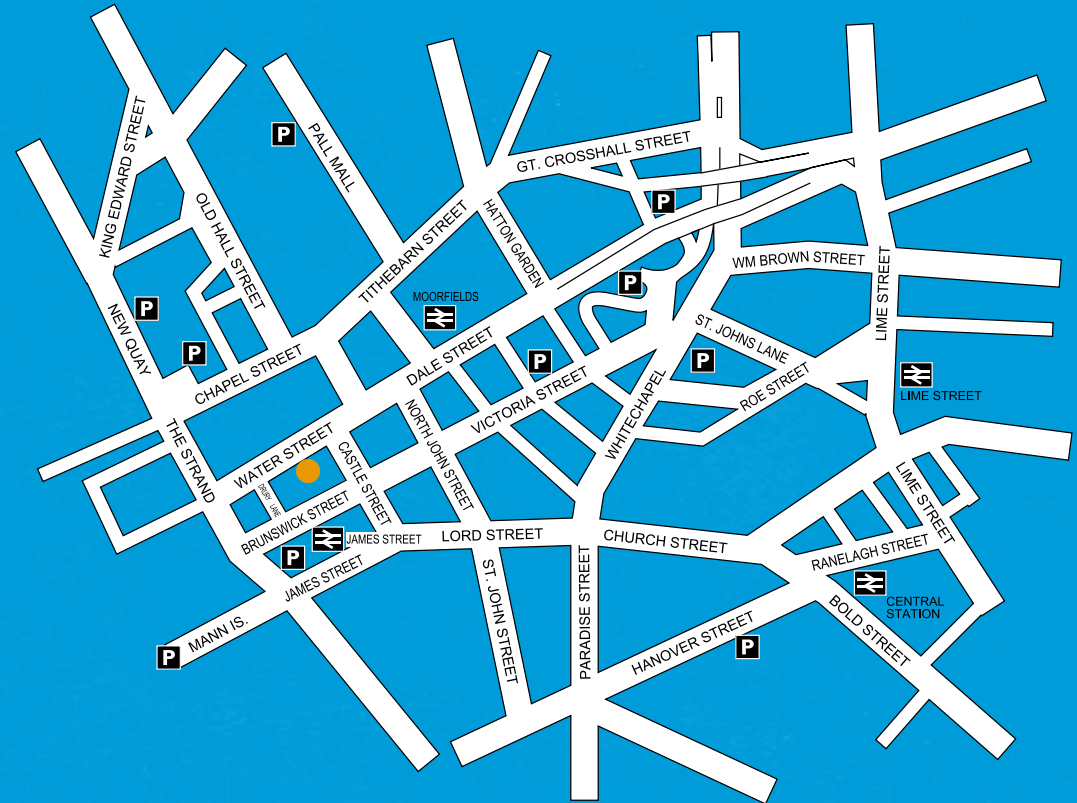 KING EDWARD STREET
P
PALL MALL
GT. CROSSHALL STREET
OLD HALL STREET
HATTON GARDEN
P
TITHEBARN STREET
WM BROWN STREET
LIME STREET
NEW QUAY
P
MOORFIELDS
P
ST. JOHNS LANE
P
CHAPEL STREET
DALE STREET
P
P
ROE STREET
LIME STREET
VICTORIA STREET
WHITECHAPEL
THE STRAND
WATER STREET
CASTLE STREET
NORTH JOHN STREET
DRURY LANE
BRUNSWICK STREET
LIME STREET
P
JAMES STREET
LORD STREET
CHURCH STREET
RANELAGH STREET
JAMES STREET
ST. JOHN STREET
PARADISE STREET
CENTRAL
STATION
MANN IS.
P
HANOVER STREET
P
BOLD STREET